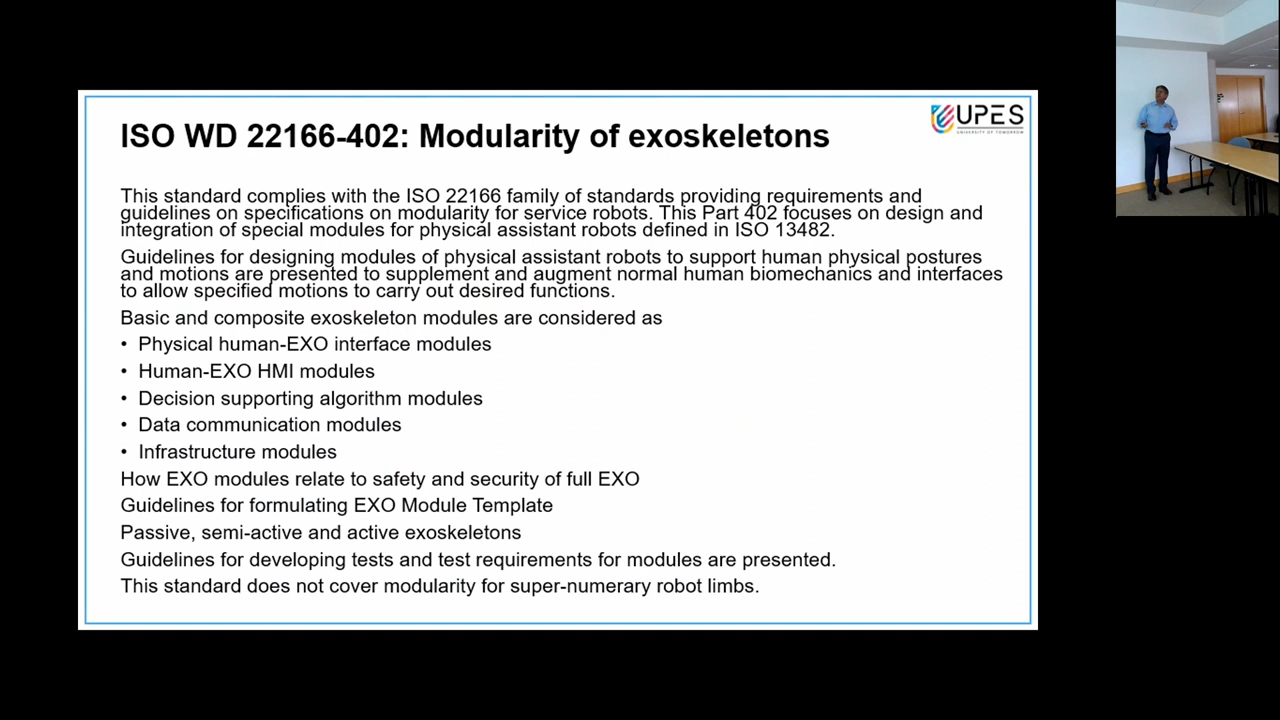 ISO WD 22166-402: Modularity of exoskeletons
UPES
UNIVERSITY OF TOMORROW
This standard complies with the ISO 22166 family of standards providing requirements and
guidelines on specifications on modularity for service robots. This Part 402 focuses on design and
integration of special modules for physical assistant robots defined in ISO 13482.
Guidelines for designing modules of physical assistant robots to support human physical postures
and motions are presented to supplement and augment normal human biomechanics and interfaces
to allow specified motions to carry out desired functions.
Basic and composite exoskeleton modules are considered as
• Physical human-EXO interface modules
• Human-EXO HMI modules
• Decision supporting algorithm modules
• Data communication modules
• Infrastructure modules
How EXO modules relate to safety and security of full EXO
Guidelines for formulating EXO Module Template
Passive, semi-active and active exoskeletons
Guidelines for developing tests and test requirements for modules are presented.
This standard does not cover modularity for super-numerary robot limbs.